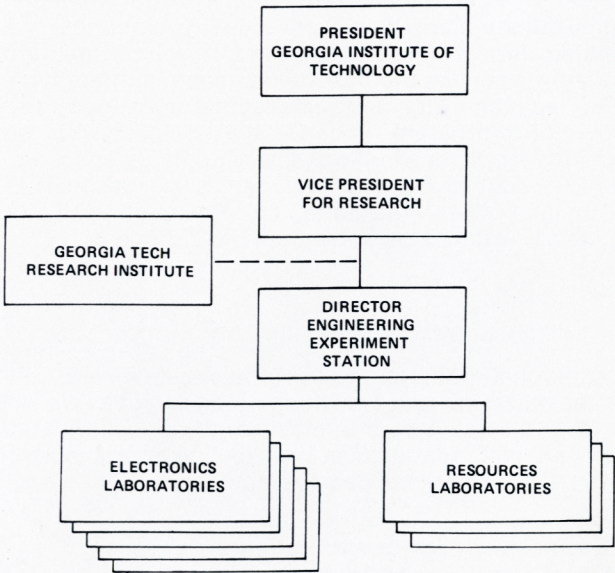 PRESIDENT
GEORGIA INSTITUTE OF
TECHNOLOGY
VICE PRESIDENT
FOR RESEARCH
GEORGIA TECH
RESEARCH INSTITUTE
DIRECTOR
ENGINEERING
EXPERIMENT
STATION
ELECTRONICS
LABORATORIES
RESOURCES
LABORATORIES